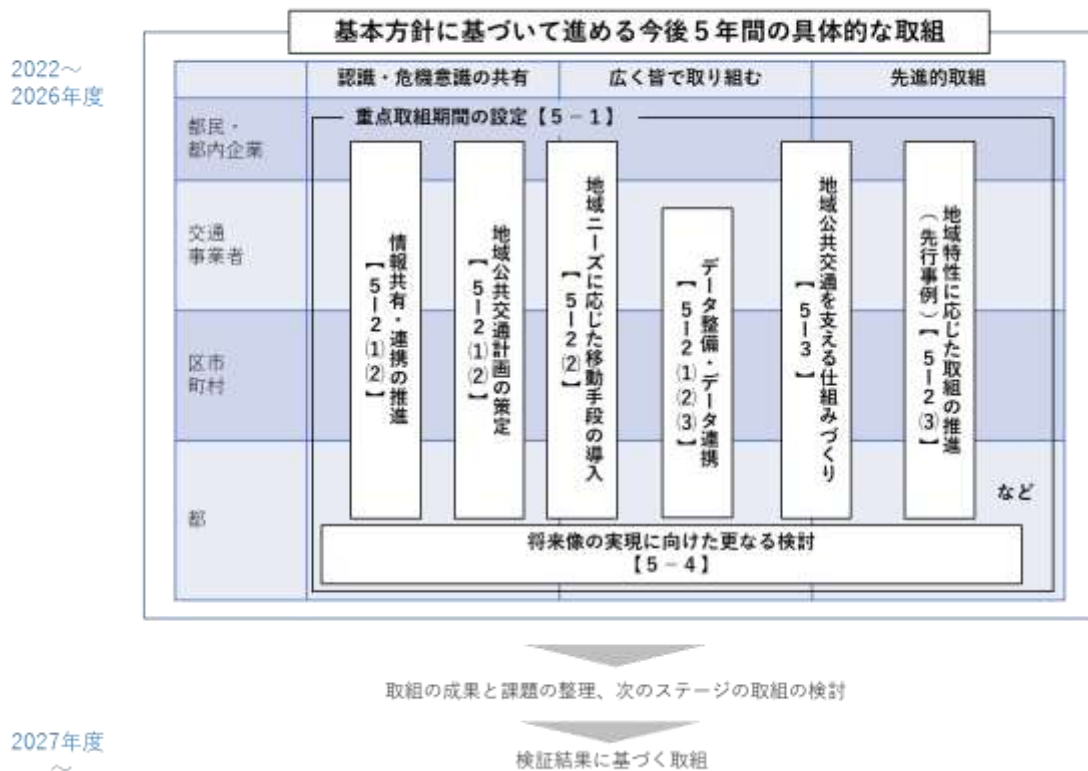 基本方針に基づいて進める今後５年間の具体的な取組
2022～
2026年度
認識・危機意識の共有
広く皆で取り組む
先進的取組
都民・
都内企業
重点取組期間の設定【５－１】
交通
事業者
区市
町村
都
情報共有・連携の推進
【５－２⑴⑵】
地域公共交通計画の策定
【５－２⑴⑵】
地域ニーズに応じた移動手段の導入
【５－２⑵】
データ整備・データ連携
【５－２⑴⑵⑶】
地域公共交通を支える仕組みづくり
【５－３】
地域特性に応じた取組の推進
（先行事例）【５－２⑶】
など
将来像の実現に向けた更なる検討
【５－４】
取組の成果と課題の整理、次のステージの取組の検討
2027年度
～
検証結果に基づく取組